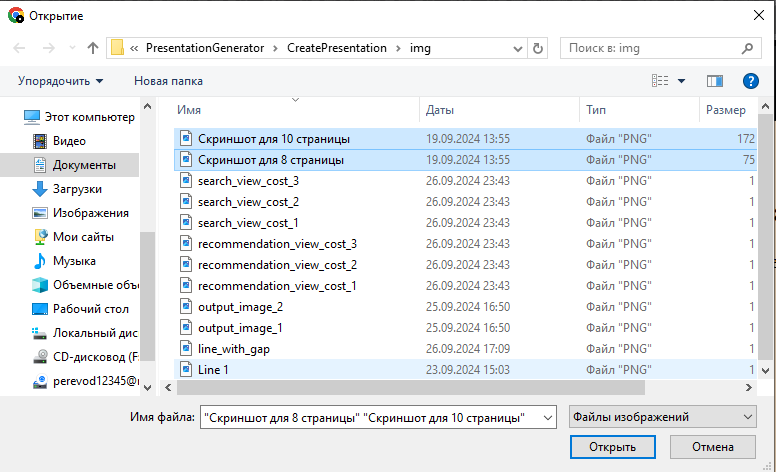 Открытие
« PresentationGenerator > CreatePresentation > img
Поиск в: img
Упорядочить
Новая папка
Имя Даты Тип Размер
Этот компьютер
Видео
Документы
Загрузки
Изображения
Мои сайты
Музыка
Объемные объе
Рабочий стол
Локальный дис
CD-дисковод (F:
perevod12345@
Скриншот для 10 страницы 19.09.2024 13:55 Файл "PNG" 172
Скриншот для 8 страницы 19.09.2024 13:55 Файл "PNG" 75
search_view_cost_3 26.09.2024 23:43 Файл "PNG" 1
search_view_cost_2 26.09.2024 23:43 Файл "PNG" 1
search_view_cost_1 26.09.2024 23:43 Файл "PNG" 1
recommendation_view_cost_3 26.09.2024 23:43 Файл "PNG" 1
recommendation_view_cost_2 26.09.2024 23:43 Файл "PNG" 1
recommendation_view_cost_1 26.09.2024 23:43 Файл "PNG" 1
output_image_2 25.09.2024 16:50 Файл "PNG" 1
output_image_1 25.09.2024 16:50 Файл "PNG" 1
line_with_gap 26.09.2024 17:09 Файл "PNG" 1
Line 1 23.09.2024 15:03 Файл "PNG" 1
Имя файла: "Скриншот для 8 страницы" "Скриншот для 10 страницы"
Файлы изображений
Открыть
Отмена